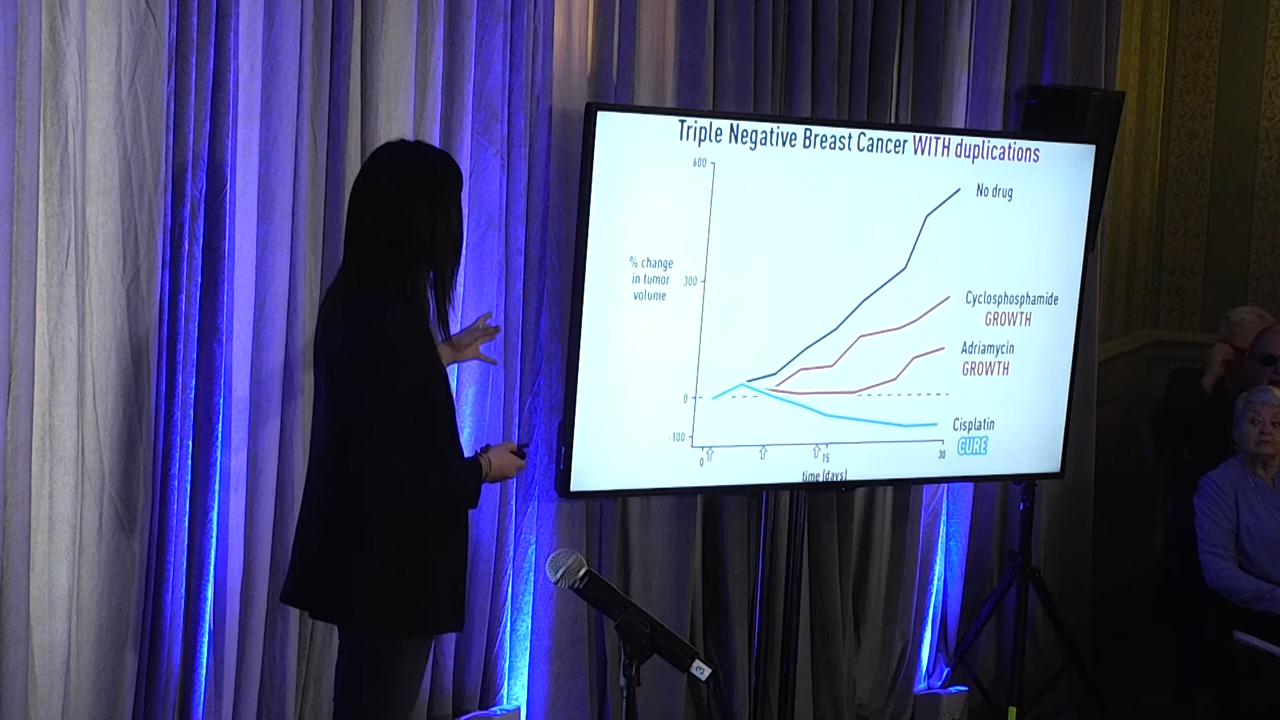 Triple Negative Breast Cancer WITH duplications
600
No drug
% change
in tumor
volume
300
Cyclosphosphamide
GROWTH
Adriamycin
GROWTH
0
Cisplatin
CURE
-100
0
15
30
time (days)
3